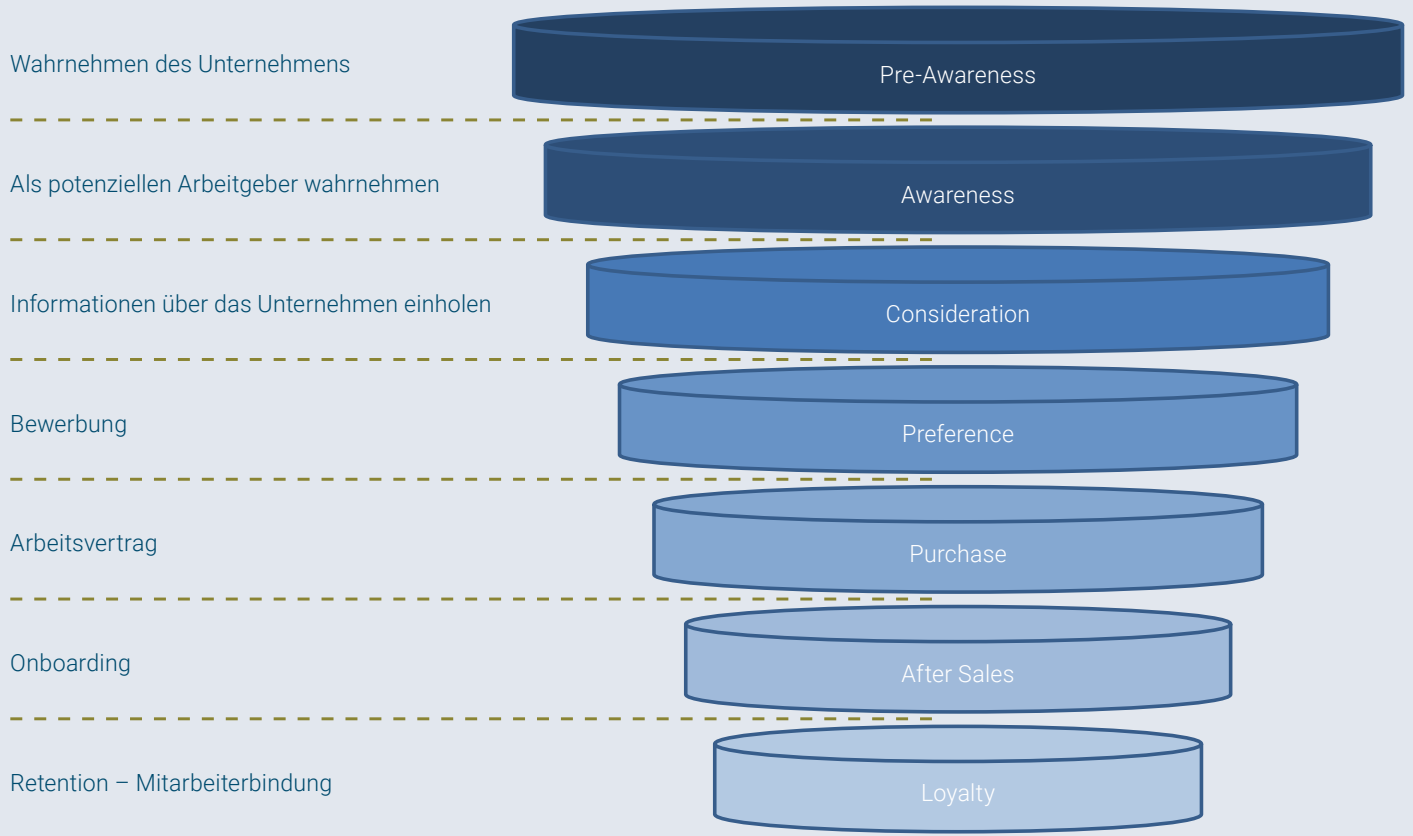 Wahrnehmen des Unternehmens
Pre-Awareness
Als potenziellen Arbeitgeber wahrnehmen
Awareness
Informationen über das Unternehmen einholen
Consideration
Bewerbung
Preference
Arbeitsvertrag
Purchase
Onboarding
After Sales
Retention – Mitarbeiterbindung
Loyalty